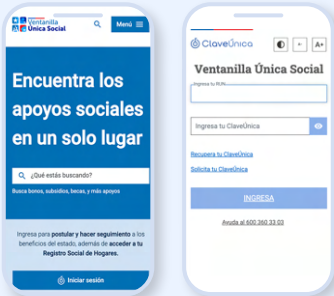 Ventanilla
Única Social
Menú
Encuentra los
apoyos sociales
en un solo lugar
¿Qué estás buscando?
Busca bonos, subsidios, becas, y más apoyos
Ingresa para postular y hacer seguimiento a los
beneficios del estado, además de acceder a tu
Registro Social de Hogares.
Iniciar sesión
ClaveÚnica
A+
Ventanilla Única Social
Ingresa tu RUN
Ingresa tu ClaveÚnica
Recupera tu ClaveÚnica
Solicita tu ClaveÚnica
INGRESA
Ayuda al 600 360 33 03